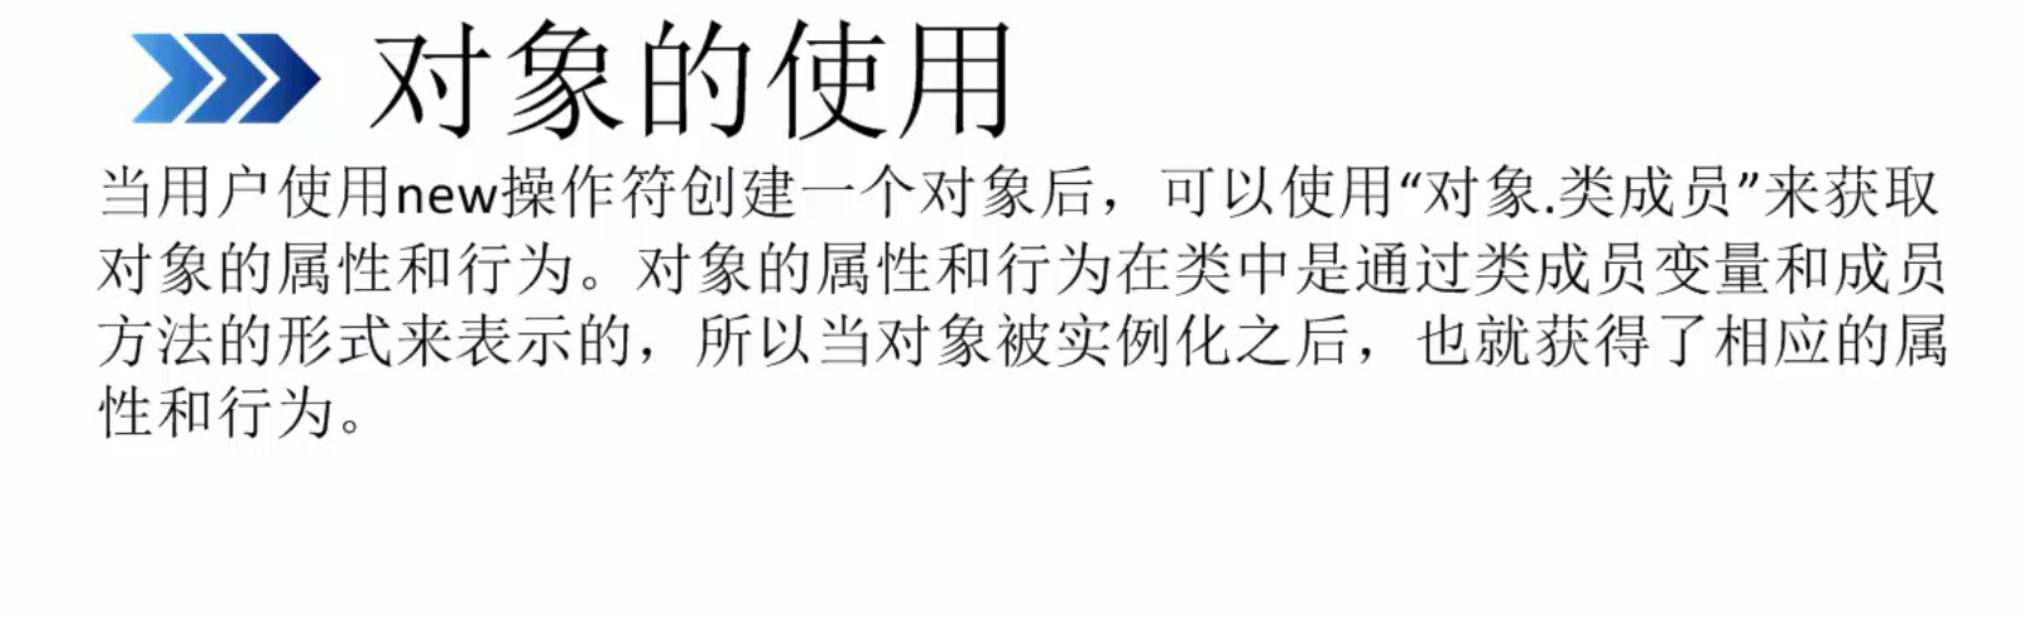 对象的使用
当用户使用new操作符创建一个对象后，可以使用“对象.类成员”来获取
对象的属性和行为。对象的属性和行为在类中是通过类成员变量和成员
方法的形式来表示的，所以当对象被实例化之后，也就获得了相应的属
性和行为。